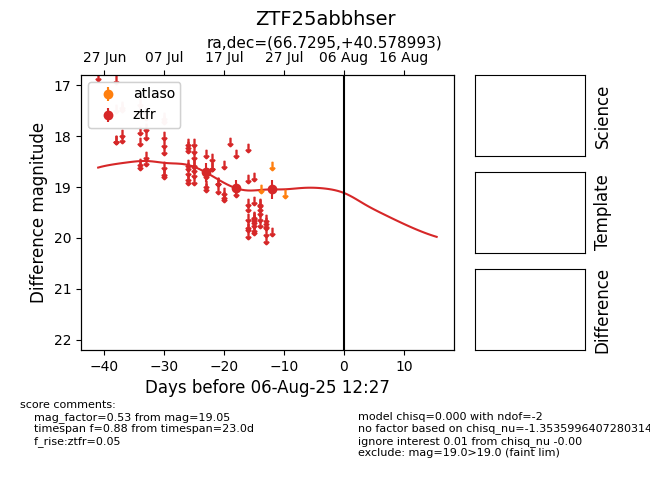 ZTF25abbhser
ra,dec=(66.7295,+40.578993)
27 Jun 07 Jul 17 Jul 27 Jul 06 Aug 16 Aug
17
18
19
20
21
22
Difference magnitude
atlaso
ztfr
−40 −30 −20 −10 0 10
Days before 06-Aug-25 12:27
Science
Template
Difference
score comments:
mag_factor=0.53 from mag=19.05
timespan f=0.88 from timespan=23.0d
f_rise:ztfr=0.05
model chisq=0.000 with ndof=-2
no factor based on chisq_nu=-1.3535996407280314
ignore interest 0.01 from chisq_nu -0.00
exclude: mag=19.0>19.0 (faint lim)